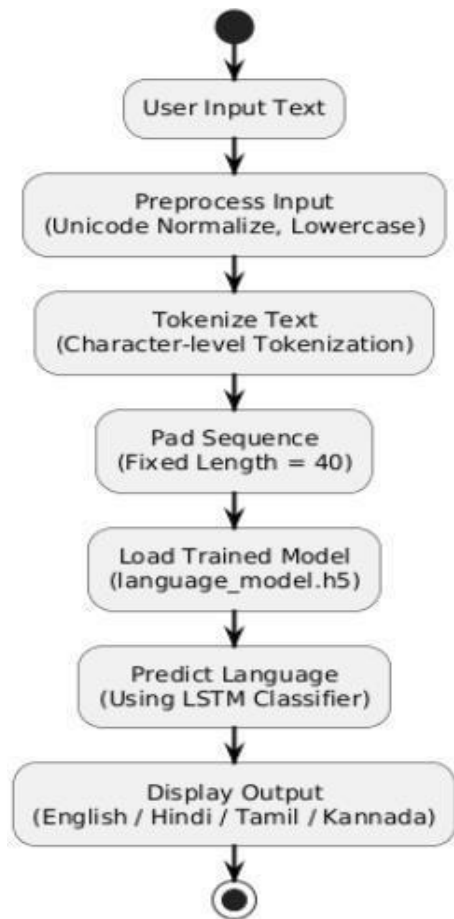 User Input Text
Preprocess Input
(Unicode Normalize, Lowercase)
Tokenize Text
(Character-level Tokenization)
Pad Sequence
(Fixed Length = 40)
Load Trained Model
(language_model.h5)
Predict Language
(Using LSTM Classifier)
Display Output
(English / Hindi / Tamil / Kannada)